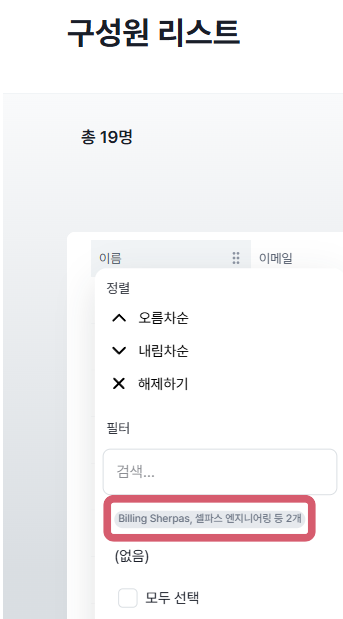 구성원 리스트
총 19명
이름
이메일
정렬
오름차순
내림차순
해제하기
필터
검색...
Billing Sherpas, 셀파스 엔지니어링 등 2개
(없음)
모두 선택